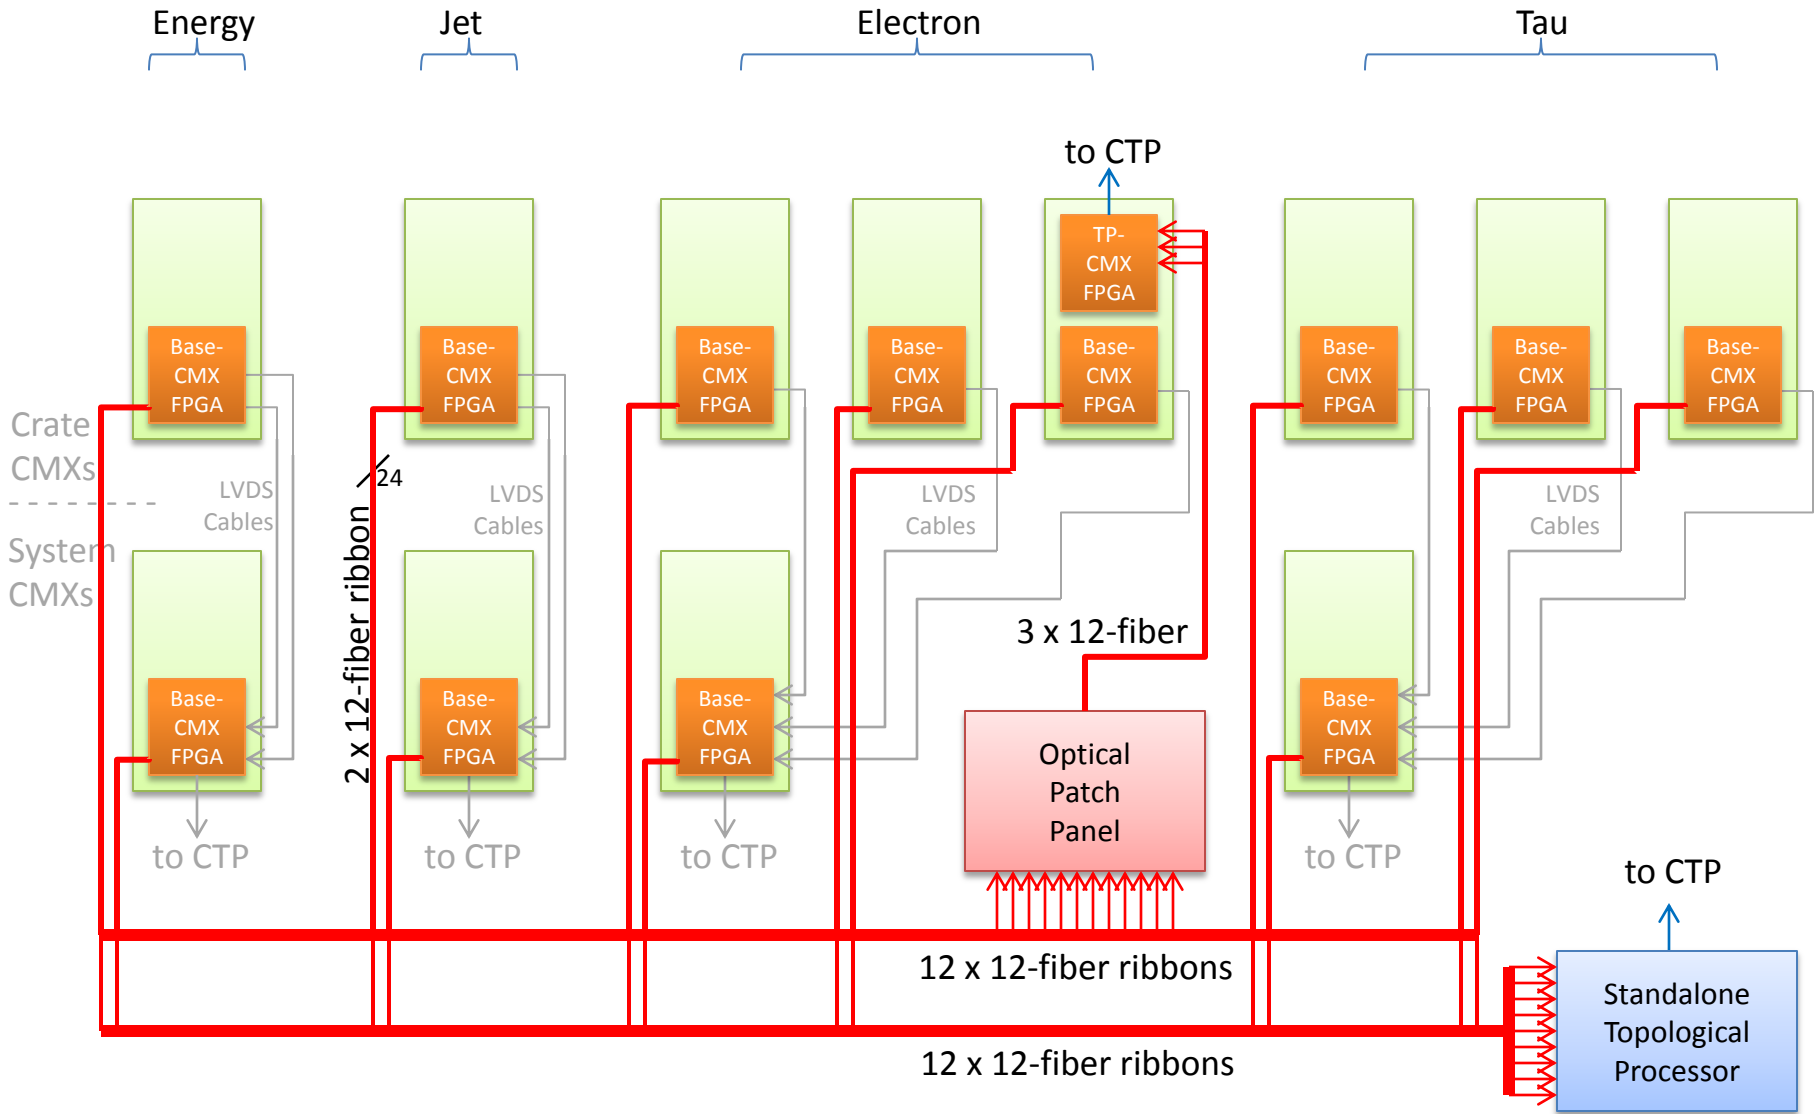 Energy
Jet
Electron
Tau
to CTP
TP-
CMX
FPGA
Base-
CMX
FPGA
Base-
CMX
FPGA
Base-
CMX
FPGA
Base-
CMX
FPGA
Base-
CMX
FPGA
Base-
CMX
FPGA
Base-
CMX
FPGA
Base-
CMX
FPGA
Crate
CMXs
System
CMXs
24
2 x 12-fiber ribbon
LVDS
Cables
LVDS
Cables
LVDS
Cables
LVDS
Cables
3 x 12-fiber
Base-
CMX
FPGA
Base-
CMX
FPGA
Base-
CMX
FPGA
Optical
Patch
Panel
Base-
CMX
FPGA
to CTP
to CTP
to CTP
to CTP
to CTP
12 x 12-fiber ribbons
Standalone
Topological
Processor
12 x 12-fiber ribbons